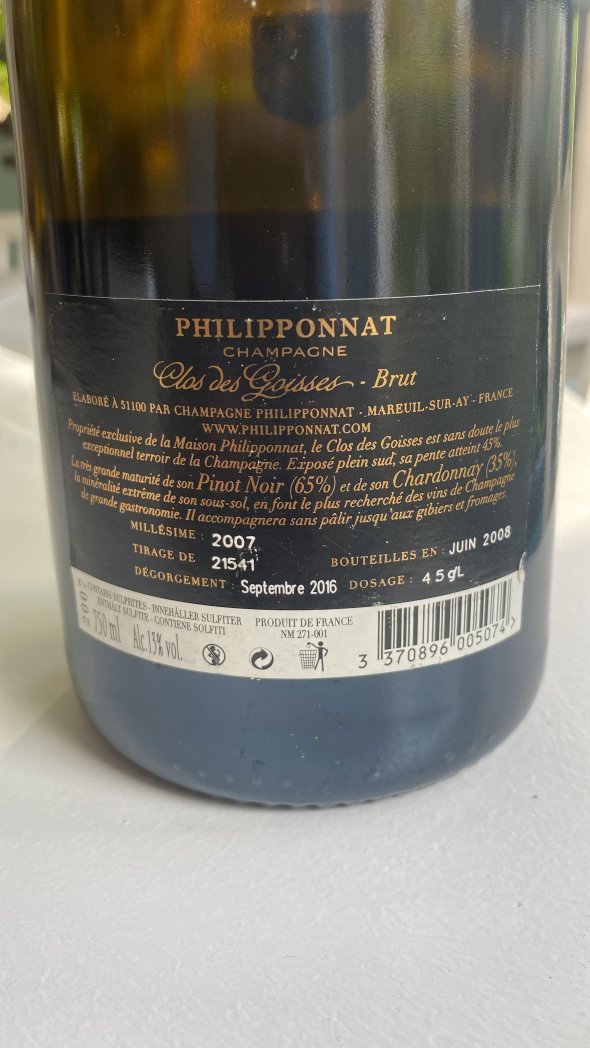 PHILIPPONNAT
CHAMPAGNE
Clos des Goisses - Brut
ELABORÉ À 51100 PAR CHAMPAGNE PHILIPPONNAT - MAREUIL-SUR-AY - FRANCE
WWW.PHILIPPONNAT.COM
Propriété exclusive de la Maison Philipponnat, le Clos des Goisses est sans doute le plus
exceptionnel terroir de la Champagne. Exposé plein sud, sa pente atteint 45%.
La très grande maturité de son Pinot Noir (65%) et de son Chardonnay (35%),
la minéralité extrême de son sous-sol, en font le plus recherché des vins de Champagne
de grande gastronomie. Il accompagnera sans pâlir jusqu'aux gibiers et fromages.
MILLÉSIME : 2007
TIRAGE DE 21541 BOUTEILLES EN : JUIN 2008
DÉGORGEMENT : Septembre 2016 DOSAGE : 4 5 g/L
CONTAINS SULPHITES - INNEHÅLLER SULFITER
ENTHÄLT SULFITE - CONTIENE SOLFITI
750 ml Alc. 13% vol.
PRODUIT DE FRANCE
NM 271-001
3 370896 005074 >